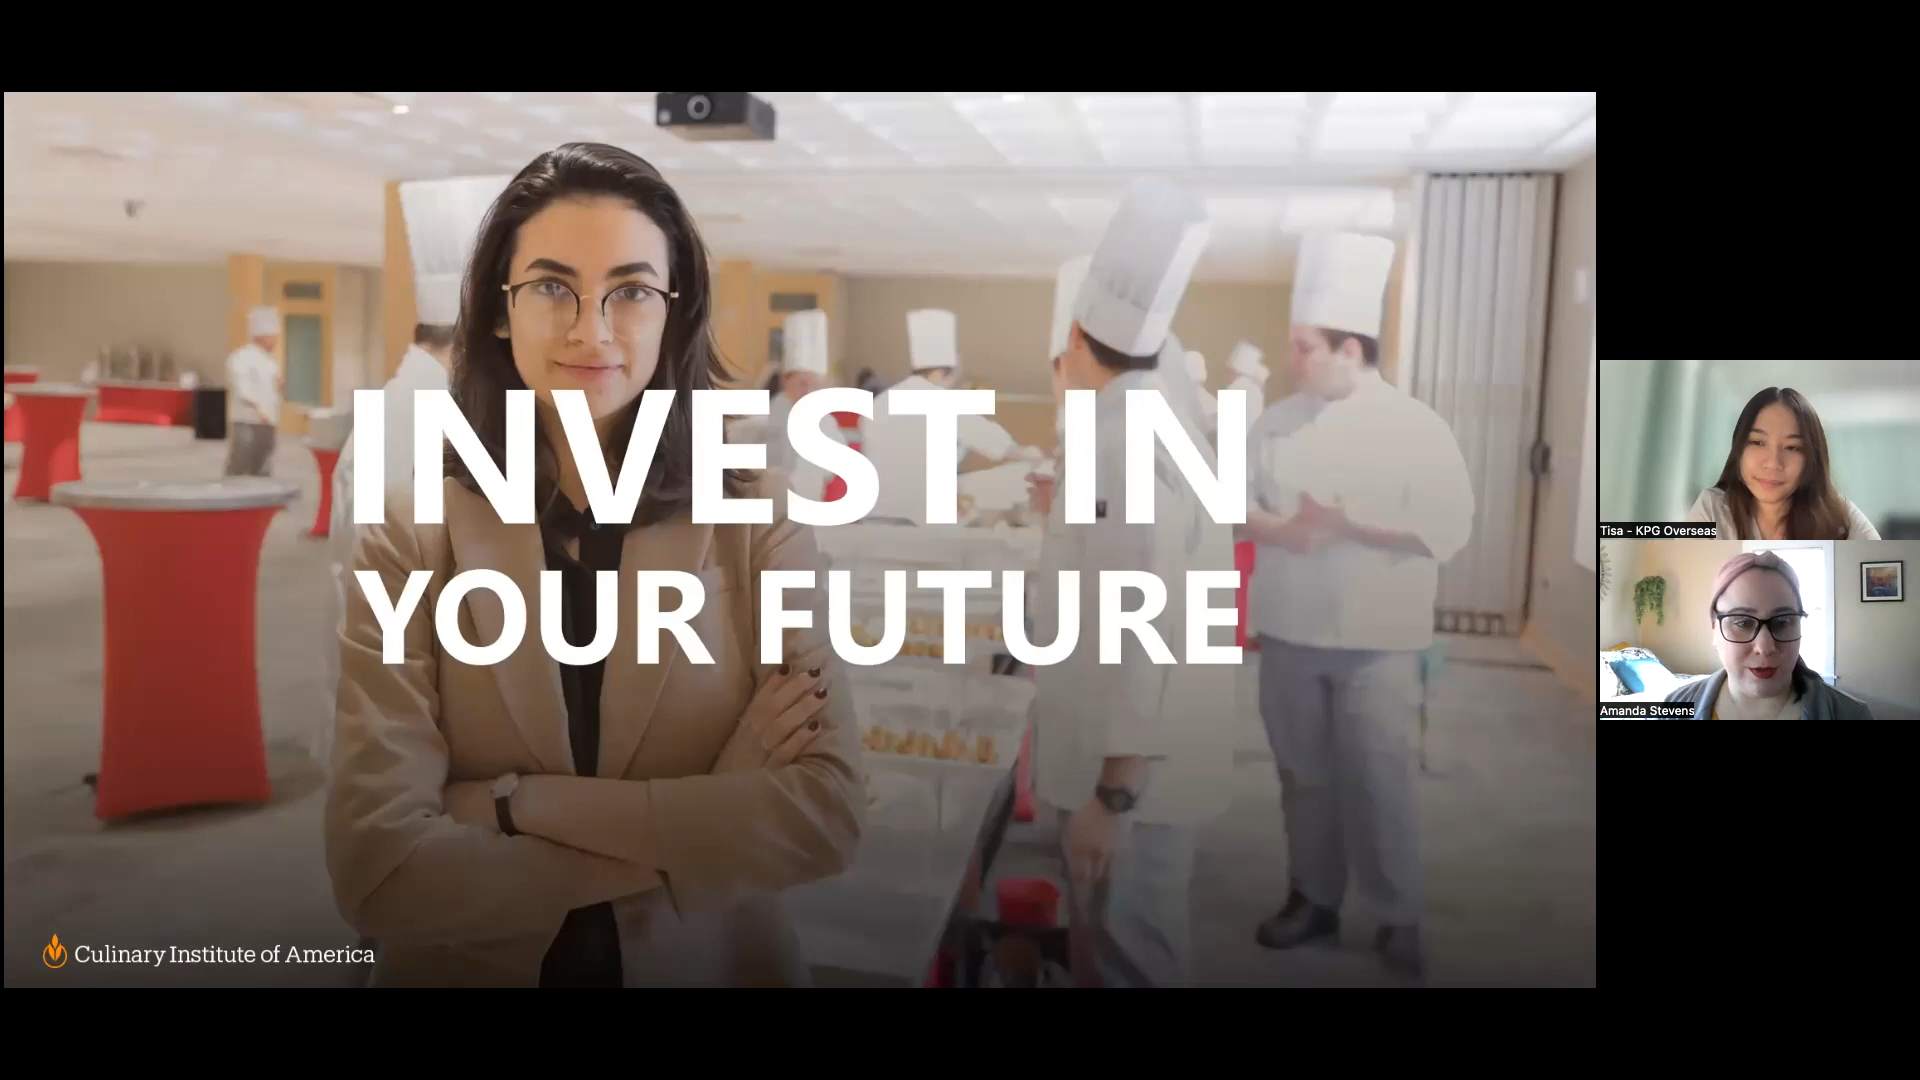 INVEST IN
YOUR FUTURE
Culinary Institute of America
Tisa - KPG Overseas
Amanda Stevens